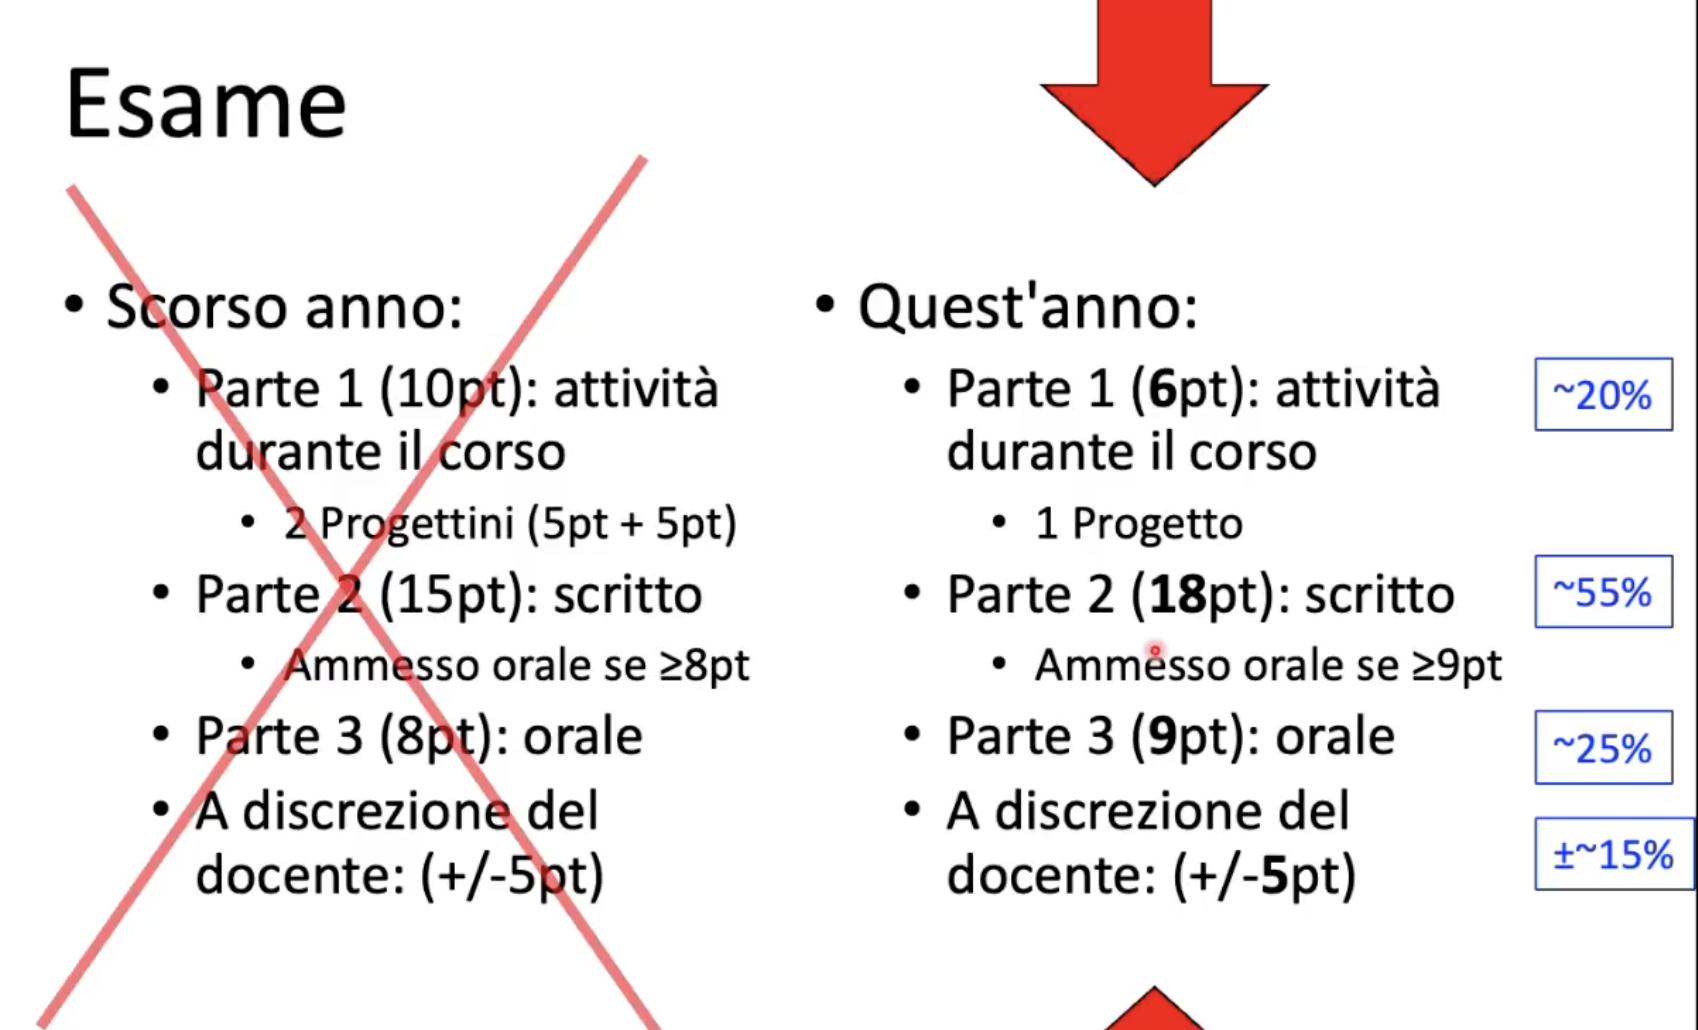 Esame
• Scorso anno:
• Parte 1 (10pt): attività
durante il corso
• 2 Progettini (5pt + 5pt)
• Parte 2 (15pt): scritto
• Ammesso orale se ≥8pt
• Parte 3 (8pt): orale
• A discrezione del
docente: (+/-5pt)
• Quest'anno:
• Parte 1 (6pt): attività
durante il corso
• 1 Progetto
• Parte 2 (18pt): scritto
• Ammesso orale se ≥9pt
• Parte 3 (9pt): orale
• A discrezione del
docente: (+/-5pt)
~20%
~55%
~25%
±~15%